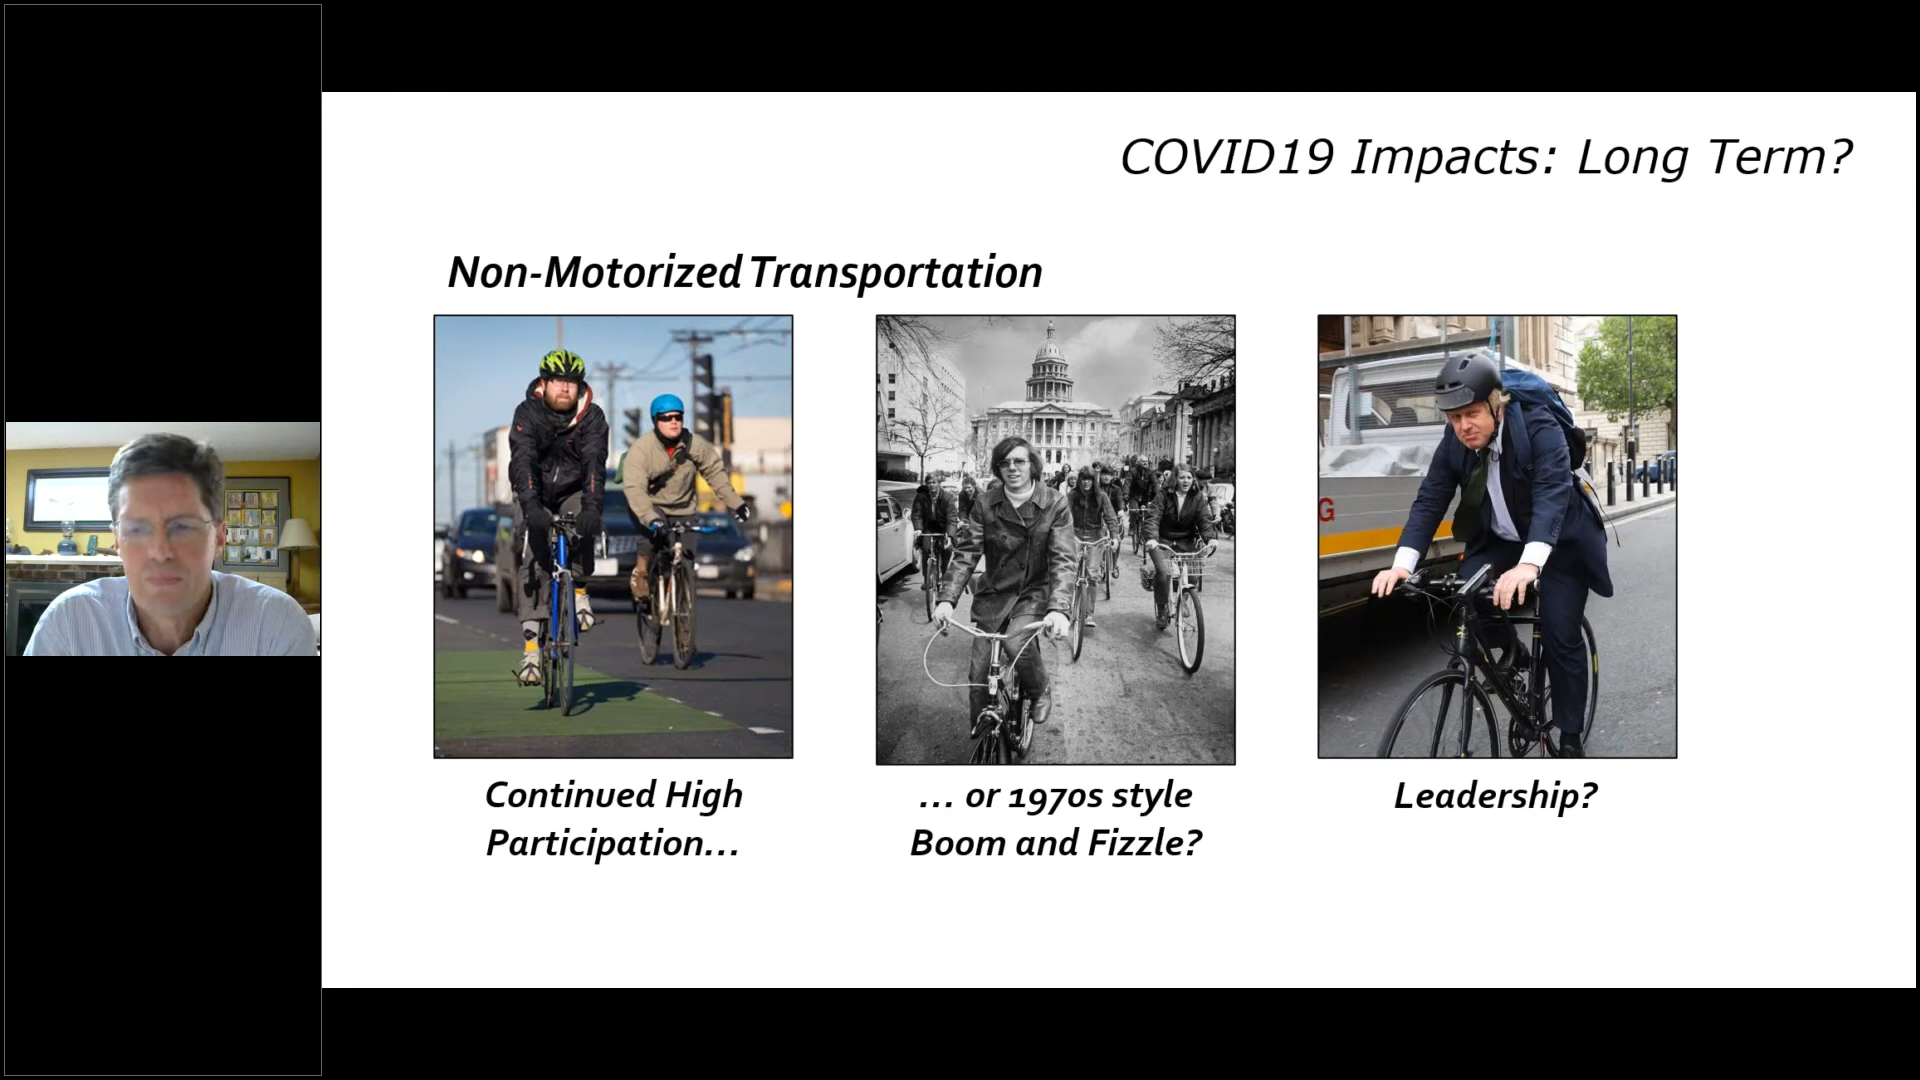 COVID19 Impacts: Long Term?
Non-Motorized Transportation
G
Continued High
Participation...
... or 1970s style
Boom and Fizzle?
Leadership?